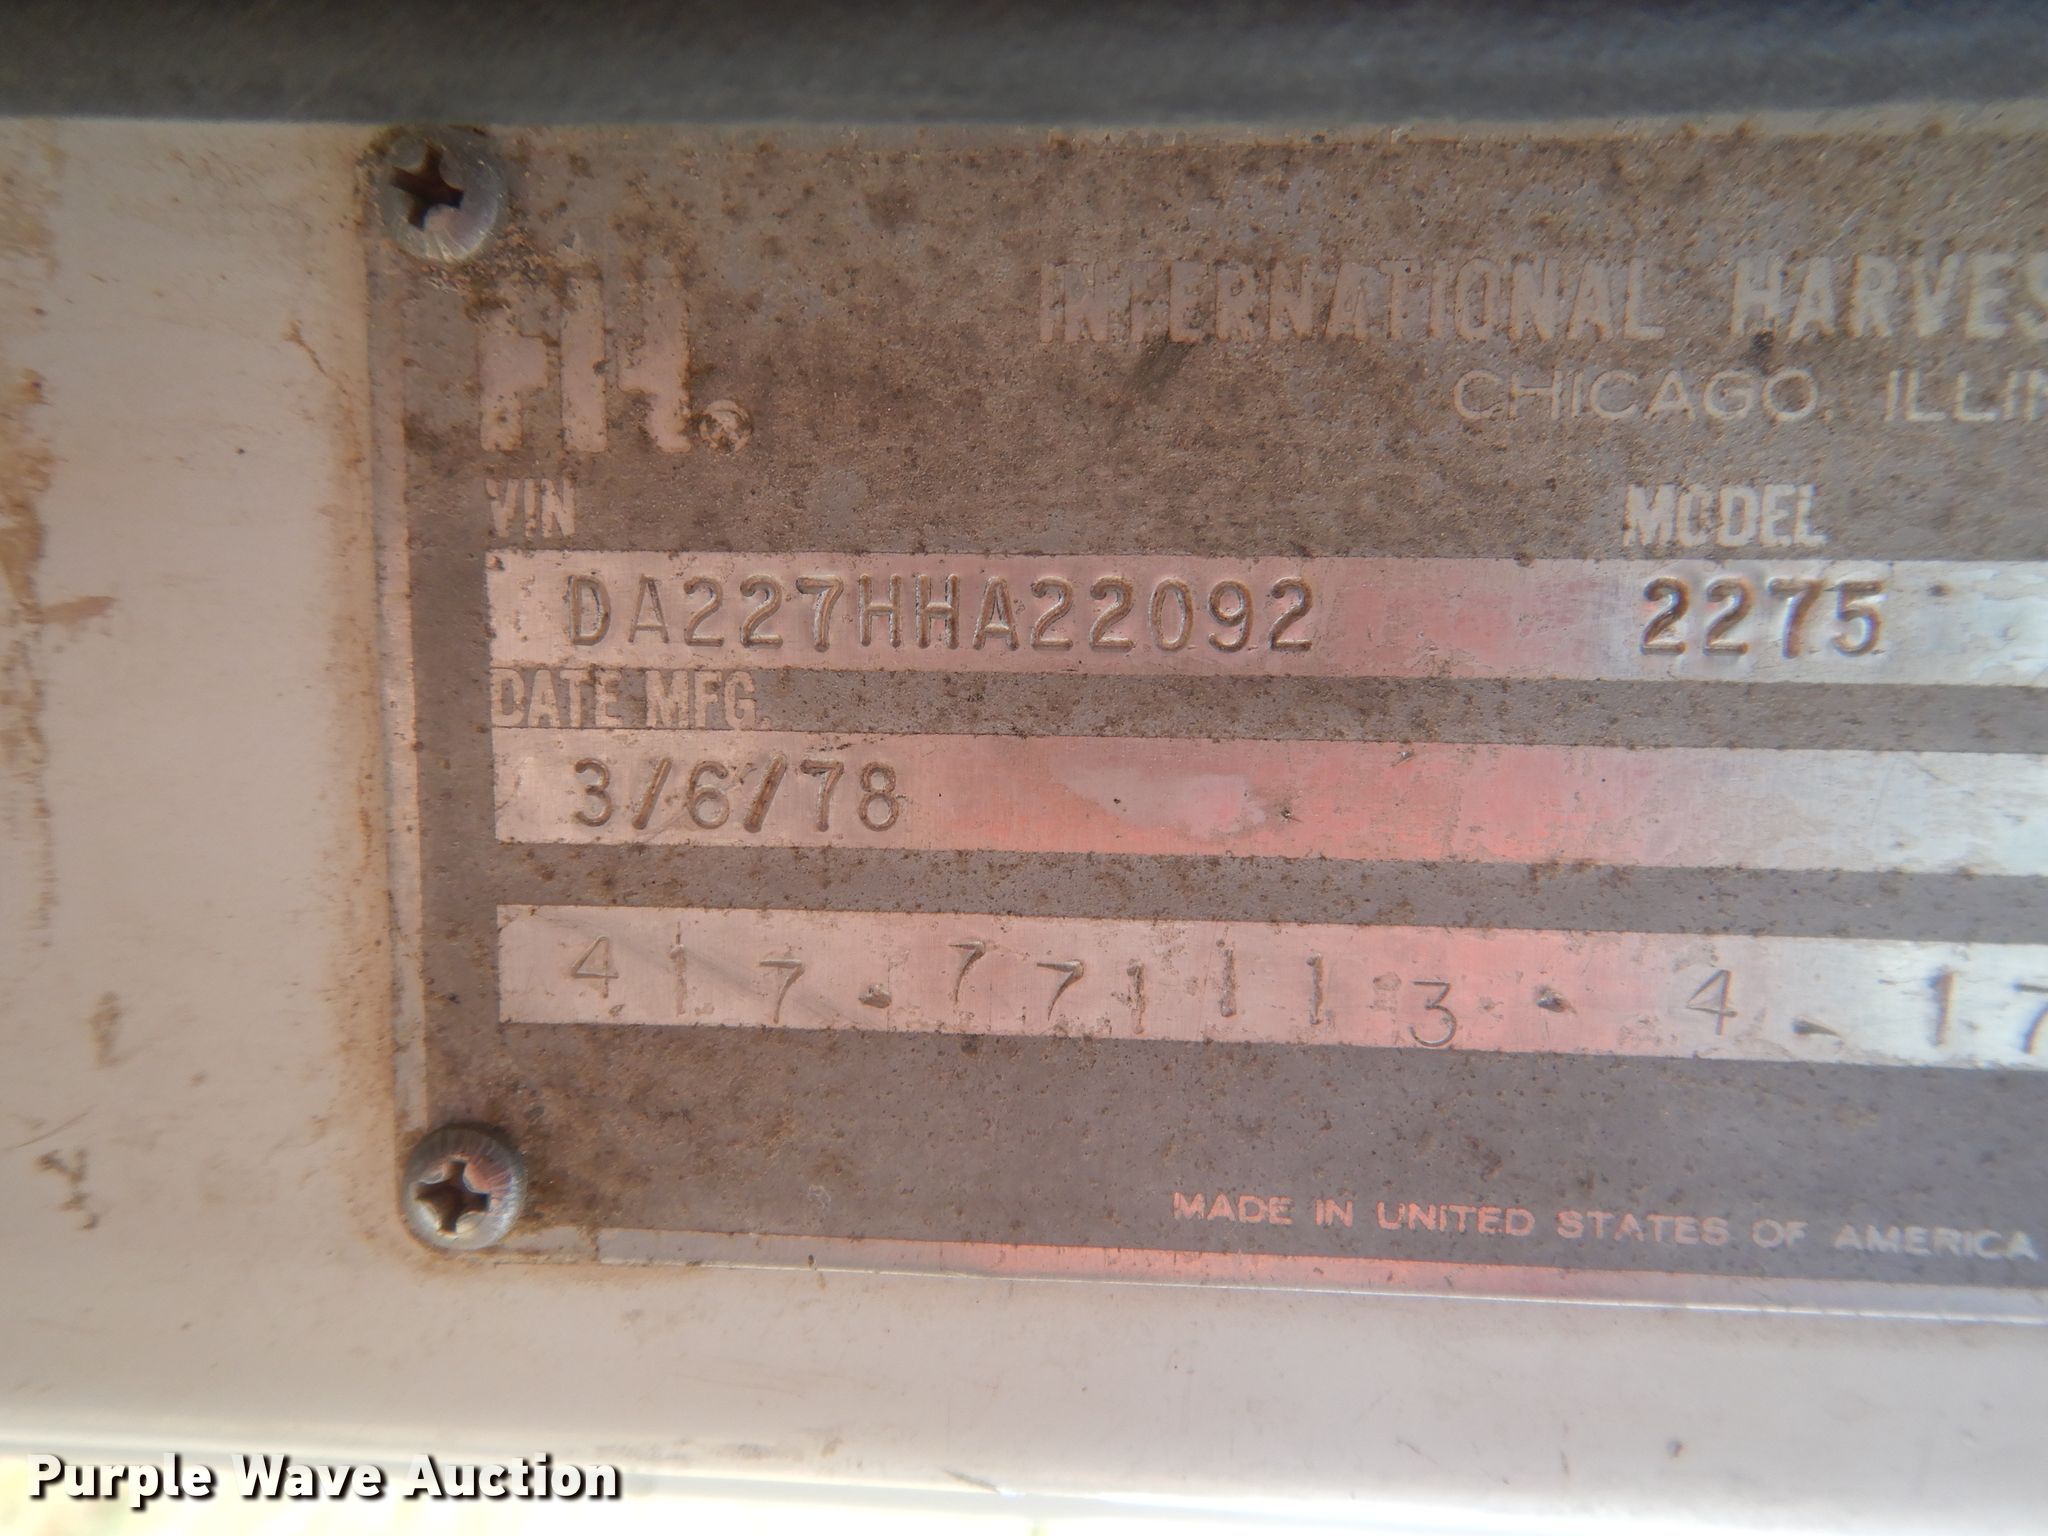 IH®
INTERNATIONAL HARVES
CHICAGO, ILLIN
VIN MODEL
DA227HHA22092 2275
DATE MFG.
3/6/78
417-771113-4-17
MADE IN UNITED STATES OF AMERICA
Purple Wave Auction